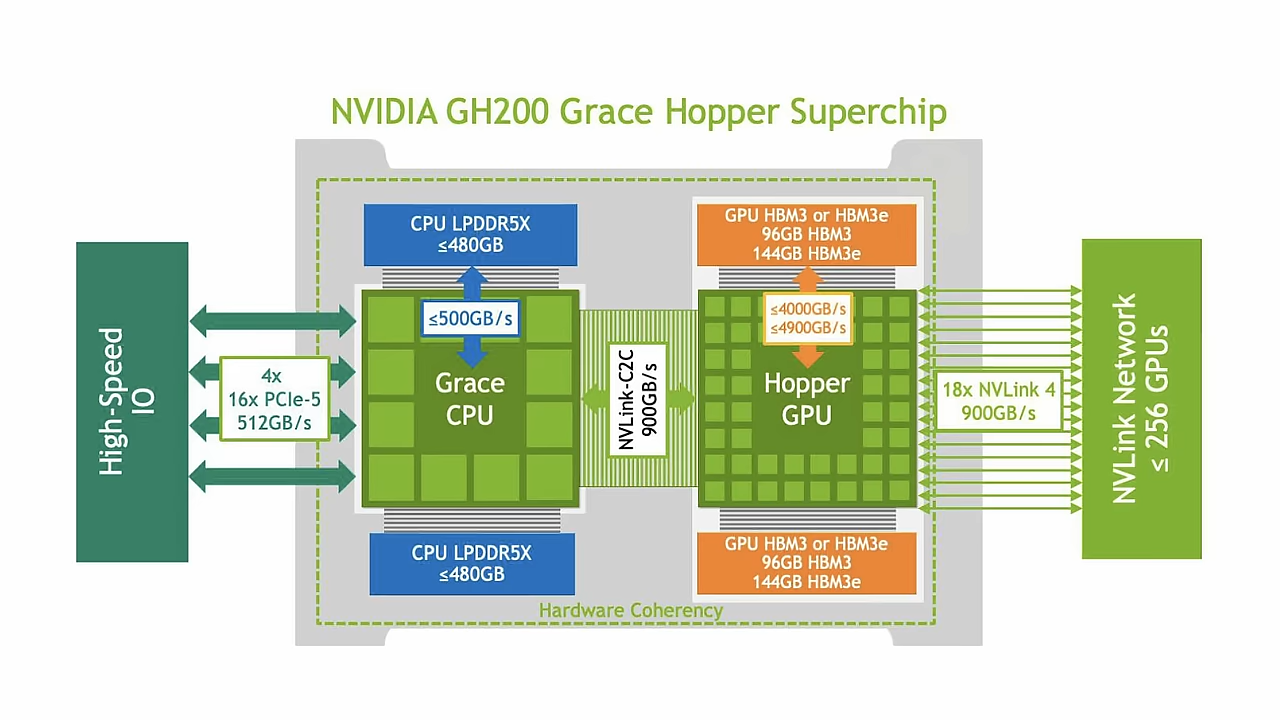 NVIDIA GH200 Grace Hopper Superchip
CPU LPDDR5X
≤480GB
GPU HBM3 or HBM3e
96GB HBM3
144GB HBM3e
≤500GB/s
≤4000GB/s
≤4900GB/s
High-Speed
IO
4x
16x PCIe-5
512GB/s
Grace
CPU
NVLink-C2C
900GB/s
Hopper
GPU
18x NVLink 4
900GB/s
NVLink Network
≤ 256 GPUs
CPU LPDDR5X
≤480GB
GPU HBM3 or HBM3e
96GB HBM3
144GB HBM3e
Hardware Coherency